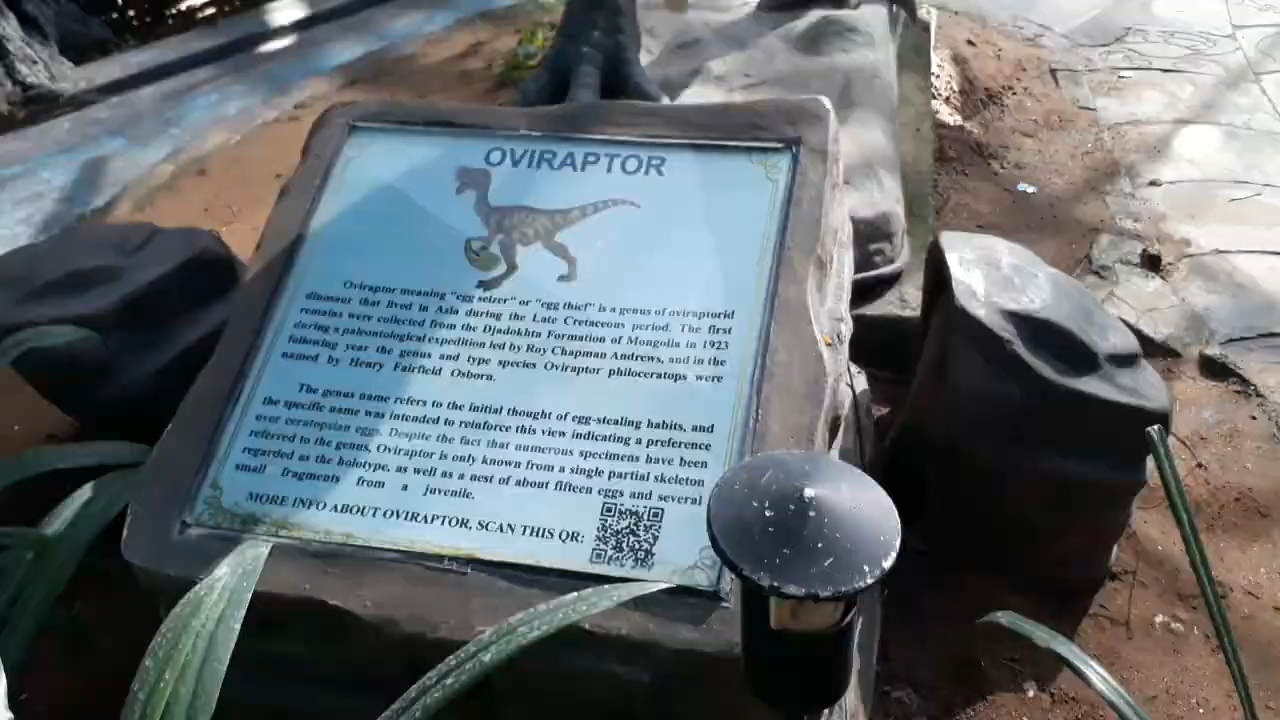 OVIRAPTOR
Oviraptor meaning "egg seizer" or "egg thief" is a genus of oviraptorid
dinosaur that lived in Asia during the Late Cretaceous period. The first
remains were collected from the Djadokhta Formation of Mongolia in 1923
during a paleontological expedition led by Roy Chapman Andrews, and in the
following year the genus and type species Oviraptor philoceratops were
named by Henry Fairfield Osborn.
The genus name refers to the initial thought of egg-stealing habits, and
the specific name was intended to reinforce this view indicating a preference
over ceratopsian eggs. Despite the fact that numerous specimens have been
referred to the genus, Oviraptor is only known from a single partial skeleton
regarded as the holotype, as well as a nest of about fifteen eggs and several
small fragments from a juvenile.
MORE INFO ABOUT OVIRAPTOR, SCAN THIS QR: